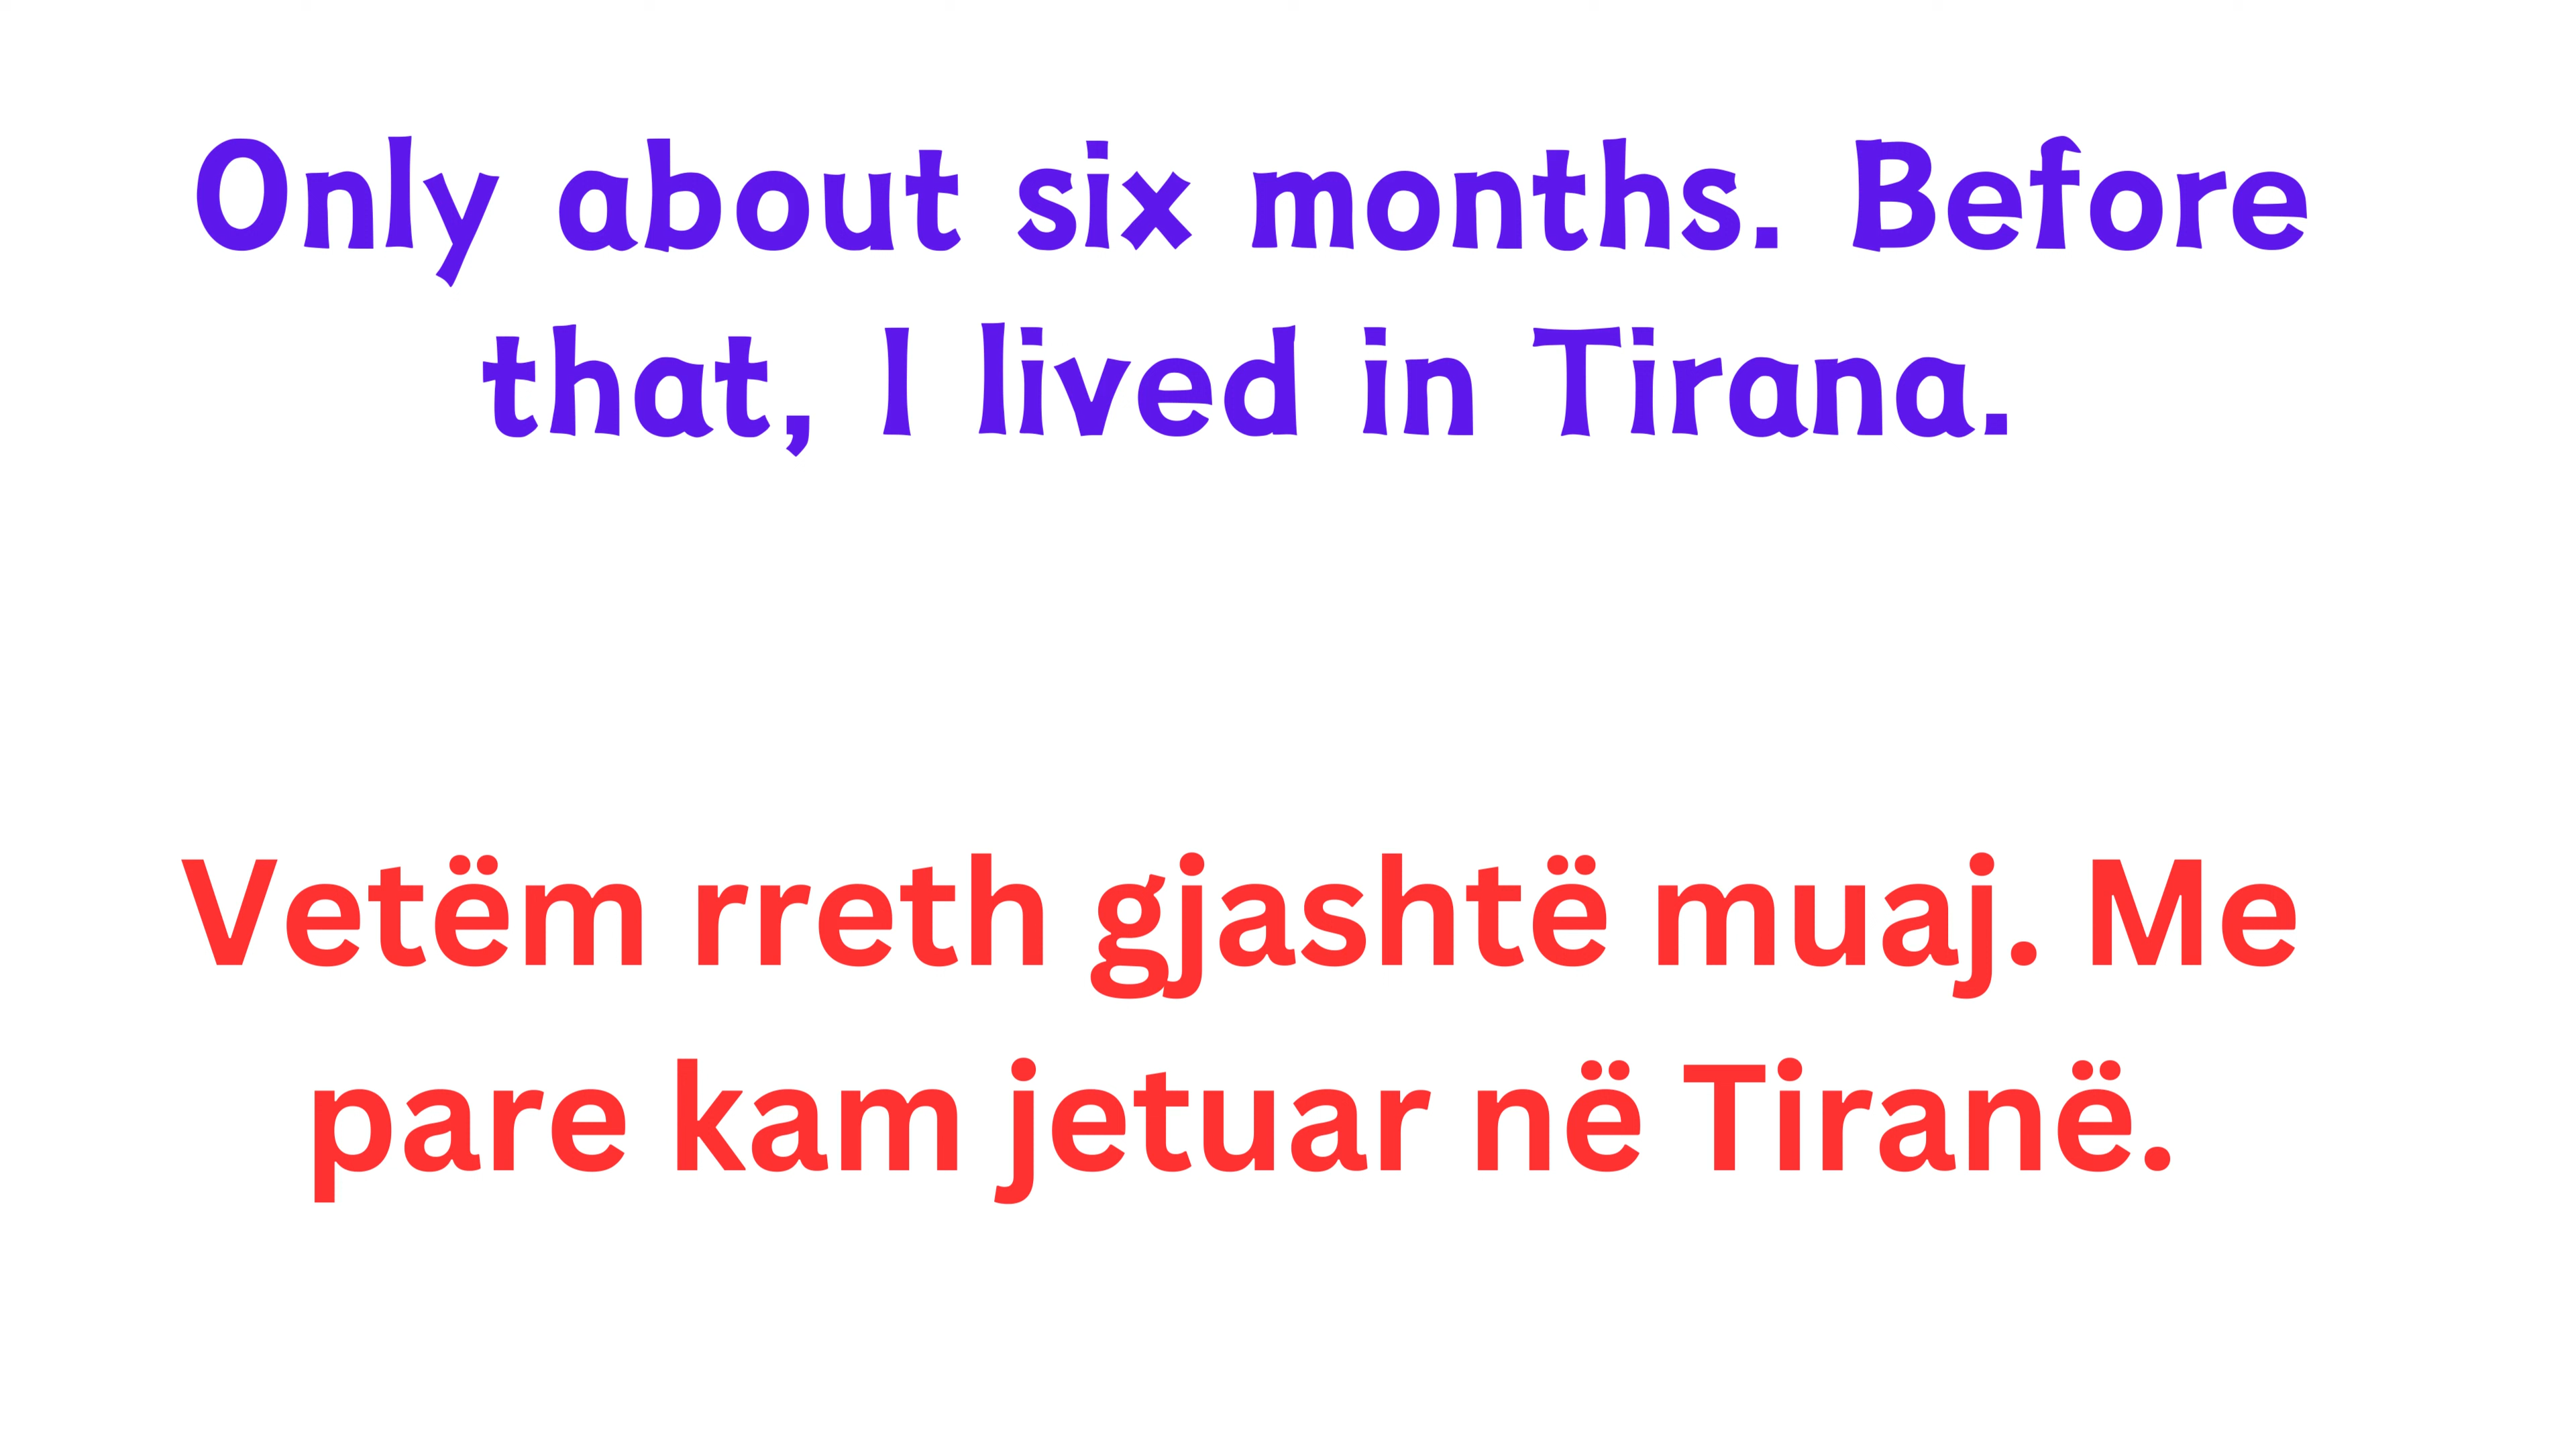 Only about six months. Before
that, I lived in Tirana.
Vetëm rreth gjashtë muaj. Me
pare kam jetuar në Tiranë.